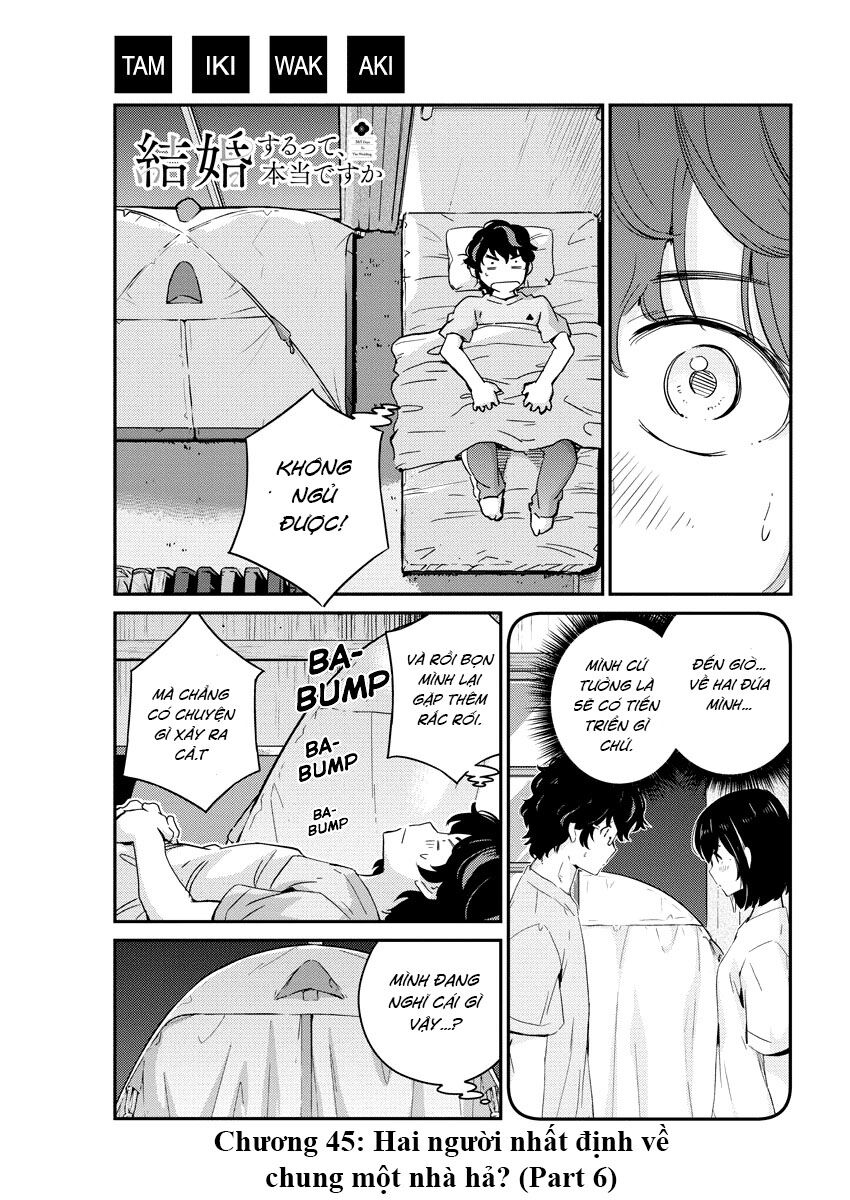 TAM IKI WAK AKI
結婚するって、
本当ですか
KHÔNG
NGỦ
ĐƯỢC!
ĐẾN GIỜ...
VỀ HAI ĐỨA
MÌNH...
MÌNH CỨ
TƯỞNG LÀ
SẼ CÓ TIẾN
TRIỂN GÌ
CHỨ.
VÀ RỒI BỌN
MÌNH LẠI
GẶP THÊM
RẮC RỐI.
BA-
BUMP
BA-
BUMP
BA-
BUMP
MÀ CHẲNG
CÓ CHUYỆN
GÌ XẢY RA
CẢ.T
MÌNH ĐANG
NGHĨ CÁI GÌ
VẬY...?
Chương 45: Hai người nhất định về
chung một nhà hả? (Part 6)